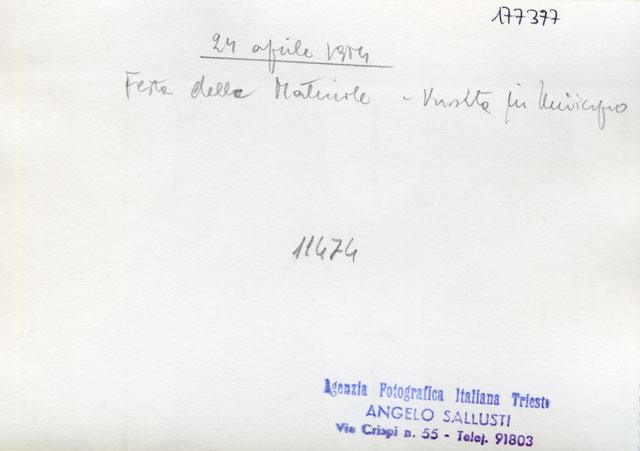 177377
24 aprile 1954
Festa delle Matricole - in Municipio
11474
Agenzia Fotografica Italiana Trieste
ANGELO SALLUSTI
Via Crispi n. 55 - Telef. 91803